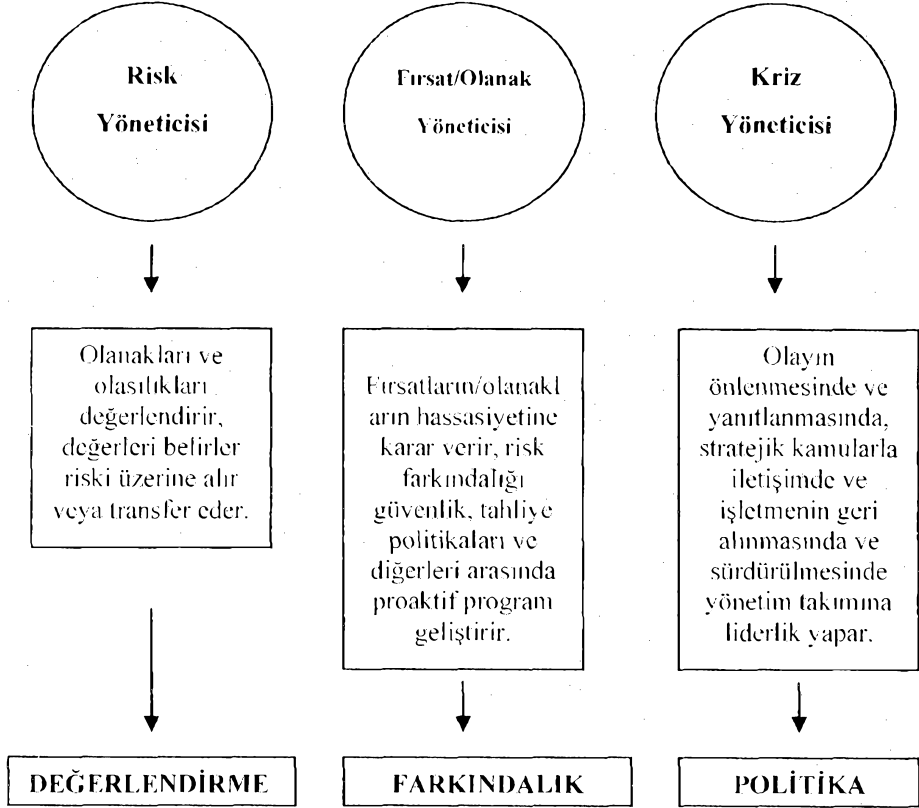 Risk
Yöneticisi
Olanakları ve
olasılıkları
değerlendirir,
değerleri belirler
riski üzerine alır
veya transfer eder.
DEĞERLENDİRME
Fırsat/Olanak
Yöneticisi
Fırsatların/olanakl
arın hassasiyetine
karar verir, risk
farkındalığı
güvenlik, tahliye
politikaları ve
diğerleri arasında
proaktif program
geliştirir.
FARKINDALIK
Kriz
Yöneticisi
Olayın
önlenmesinde ve
yanıtlanmasında,
stratejik kamularla
iletişimde ve
işletmenin geri
alınmasında ve
sürdürülmesinde
yönetim takımına
liderlik yapar.
POLİTİKA